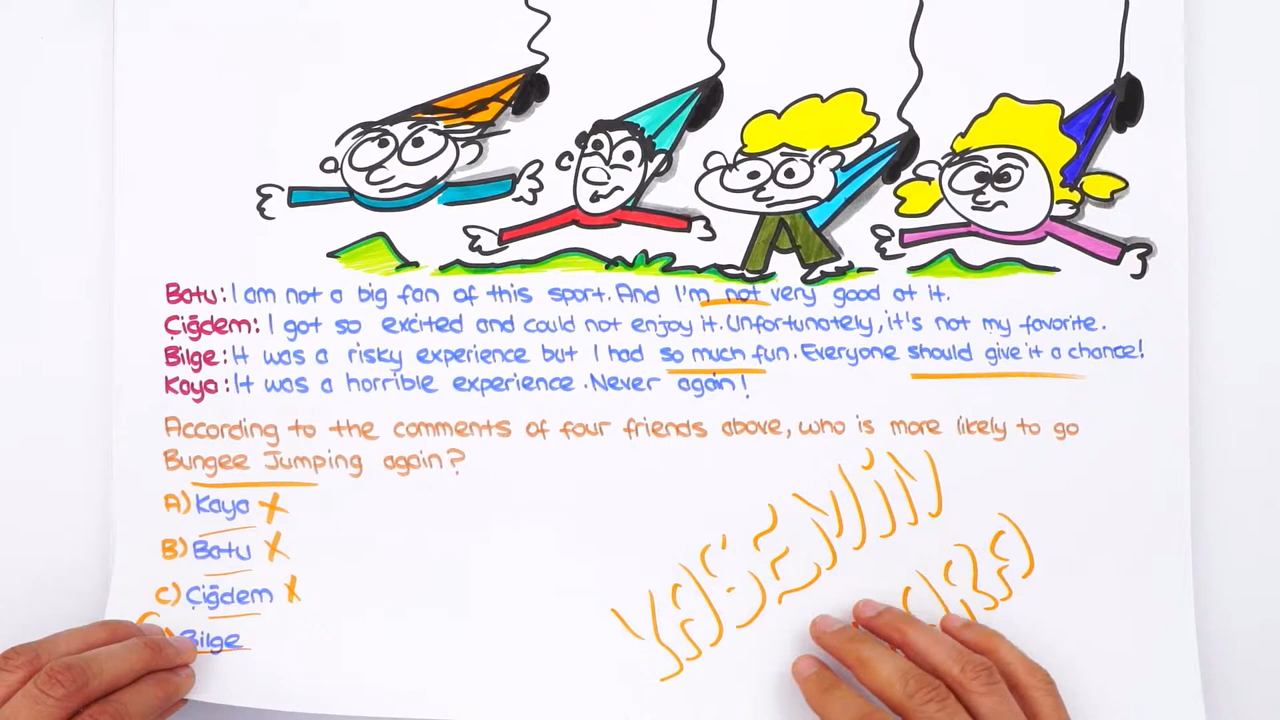 Batu: I am not a big fan of this sport. And I'm not very good at it.
Çiğdem: I got so excited and could not enjoy it. Unfortunately, it's not my favorite.
Bilge: It was a risky experience but I had so much fun. Everyone should give it a chance!
Kaya: It was a horrible experience. Never again!
According to the comments of four friends above, who is more likely to go
Bungee Jumping again?
A) Kaya
B) Batu
C) Çiğdem
Bilge